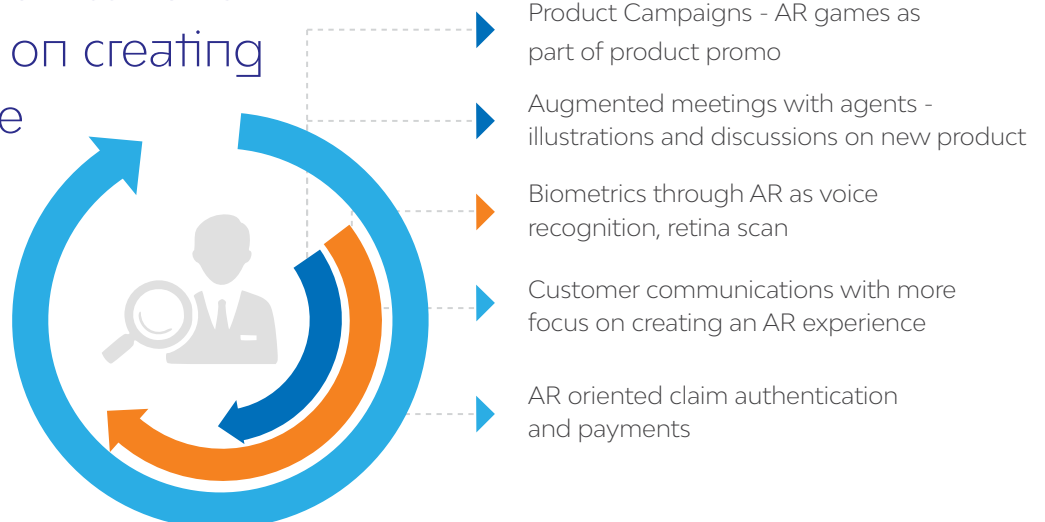 on creating
e
Product Campaigns - AR games as
part of product promo
Augmented meetings with agents -
illustrations and discussions on new product
Biometrics through AR as voice
recognition, retina scan
Customer communications with more
focus on creating an AR experience
AR oriented claim authentication
and payments